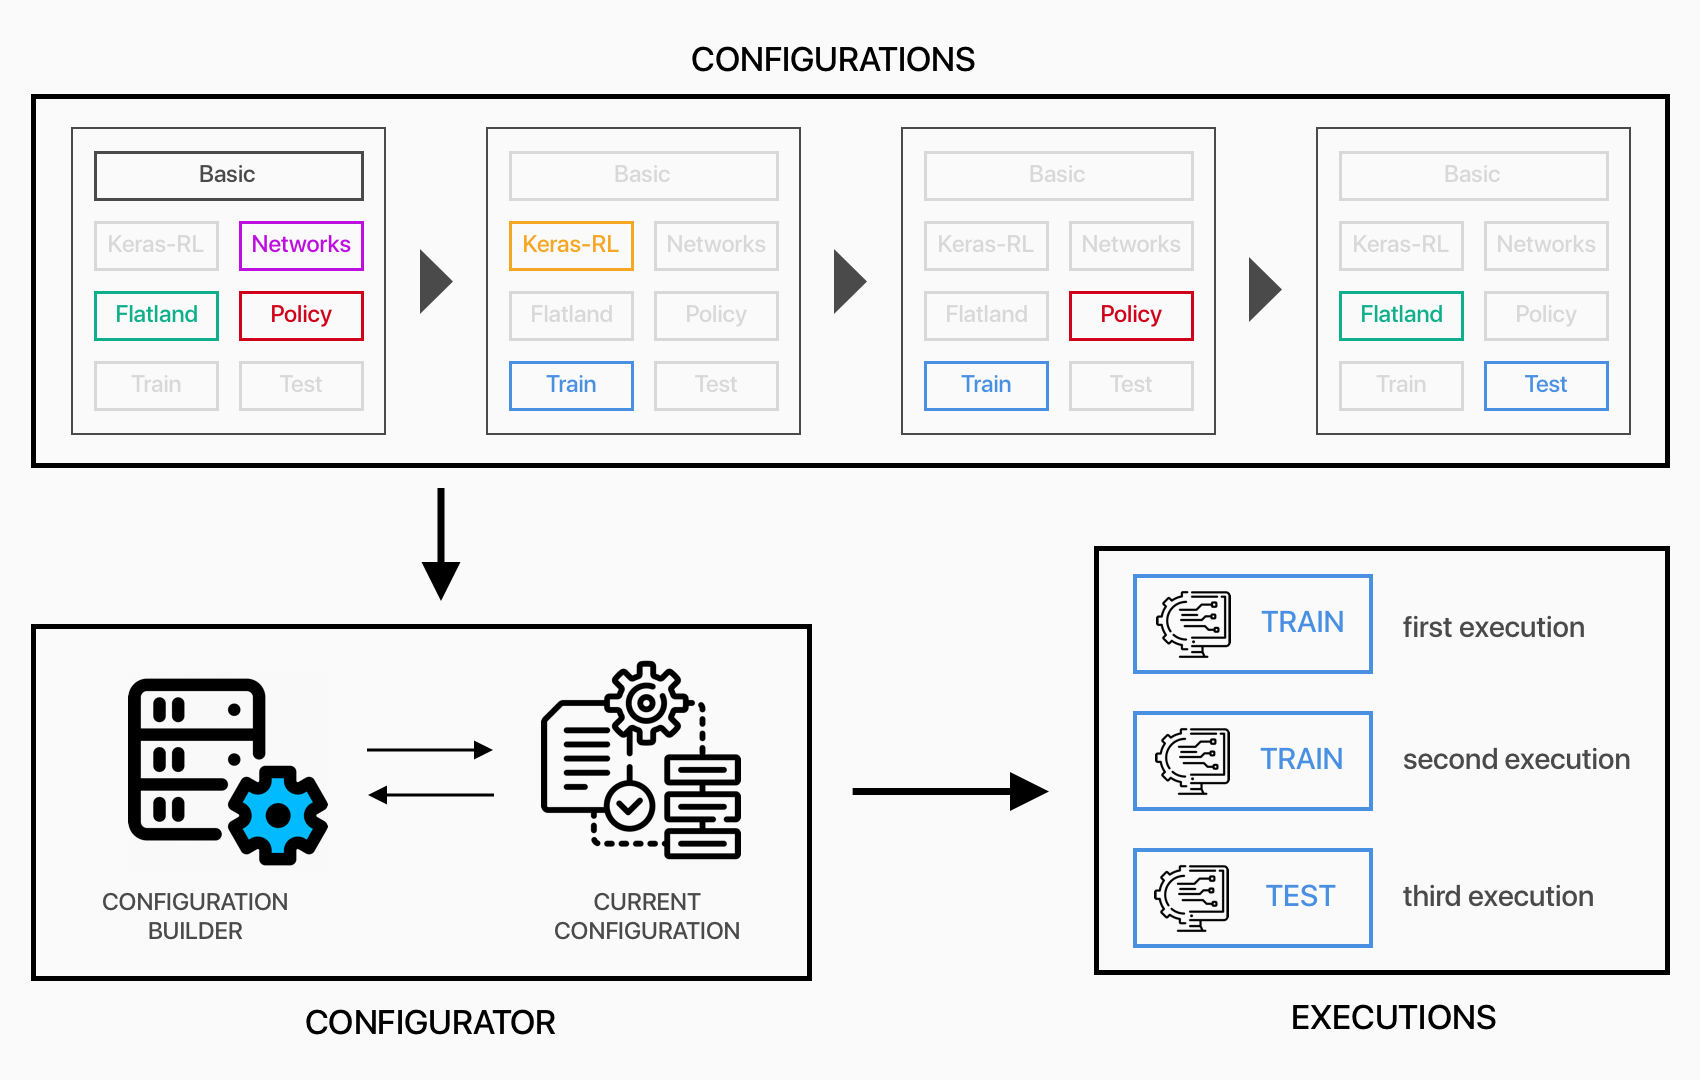 CONFIGURATIONS
Basic
Keras-RL Networks
Flatland Policy
Train Test
Basic
Keras-RL Networks
Flatland Policy
Train Test
Basic
Keras-RL Networks
Flatland Policy
Train Test
Basic
Keras-RL Networks
Flatland Policy
Train Test
CONFIGURATION
BUILDER
CURRENT
CONFIGURATION
CONFIGURATOR
TRAIN first execution
TRAIN second execution
TEST third execution
EXECUTIONS